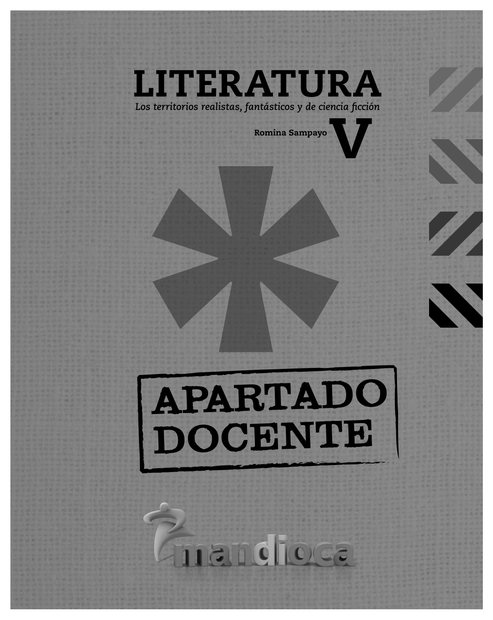 LITERATURA
Los territorios realistas, fantásticos y de ciencia ficción
Romina Sampayo
V
APARTADO
DOCENTE
mandioca